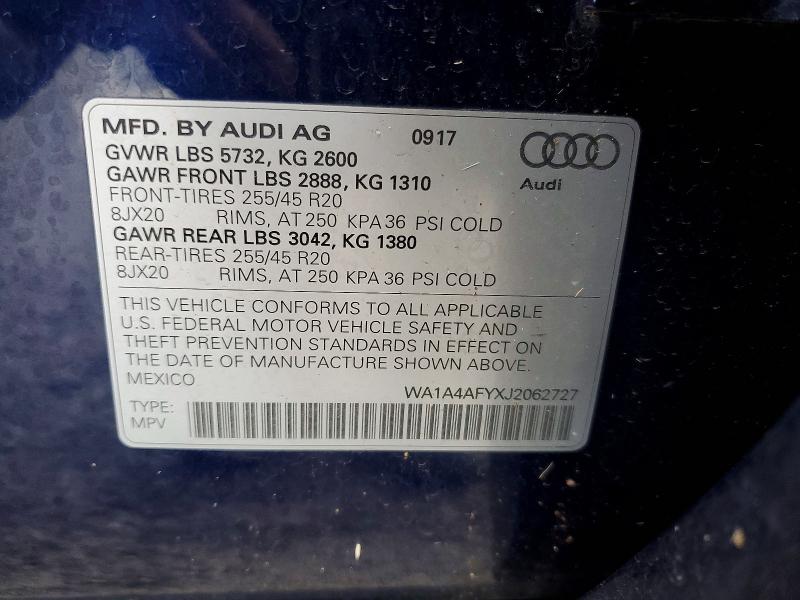 MFD. BY AUDI AG 0917
GVWR LBS 5732, KG 2600
GAWR FRONT LBS 2888, KG 1310
FRONT-TIRES 255/45 R20
8JX20 RIMS, AT 250 KPA 36 PSI COLD
GAWR REAR LBS 3042, KG 1380
REAR-TIRES 255/45 R20
8JX20 RIMS, AT 250 KPA 36 PSI COLD
Audi
THIS VEHICLE CONFORMS TO ALL APPLICABLE
U.S. FEDERAL MOTOR VEHICLE SAFETY AND
THEFT PREVENTION STANDARDS IN EFFECT ON
THE DATE OF MANUFACTURE SHOWN ABOVE.
MEXICO
WA1A4AFYXJ2062727
TYPE:
MPV